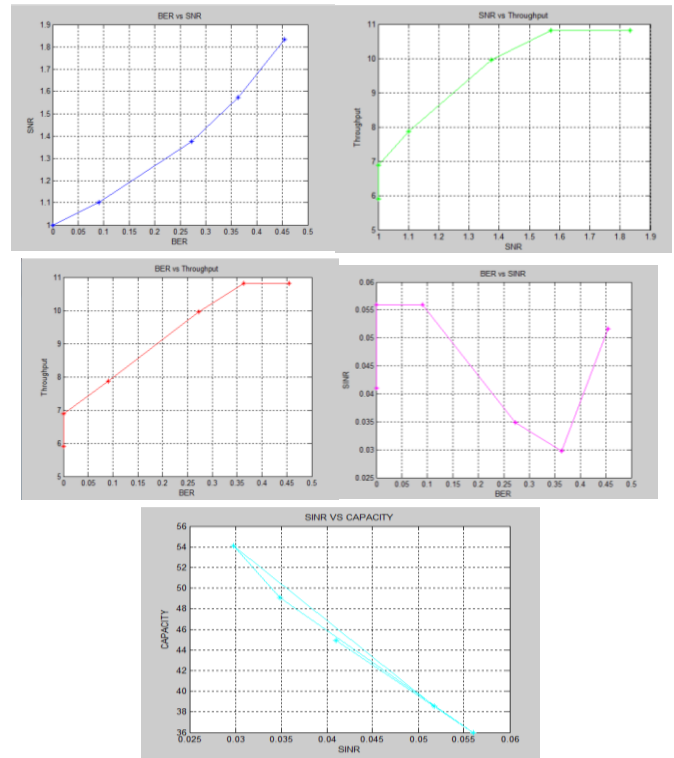 BER vs SNR
1.9
1.8
1.7
1.6
1.5
1.4
1.3
1.2
1.1
1
SNR
0 0.05 0.1 0.15 0.2 0.25 0.3 0.35 0.4 0.45 0.5
BER
SNR vs Throughput
11
10
9
8
7
6
5
Throughput
1 1.1 1.2 1.3 1.4 1.5 1.6 1.7 1.8 1.9
SNR
BER vs Throughput
11
10
9
8
7
6
5
Throughput
0 0.05 0.1 0.15 0.2 0.25 0.3 0.35 0.4 0.45 0.5
BER
BER vs SINR
0.06
0.055
0.05
0.045
0.04
0.035
0.03
0.025
SINR
0 0.05 0.1 0.15 0.2 0.25 0.3 0.35 0.4 0.45 0.5
BER
SINR VS CAPACITY
56
54
52
50
48
46
44
42
40
38
36
CAPACITY
0.025 0.03 0.035 0.04 0.045 0.05 0.055 0.06
SINR